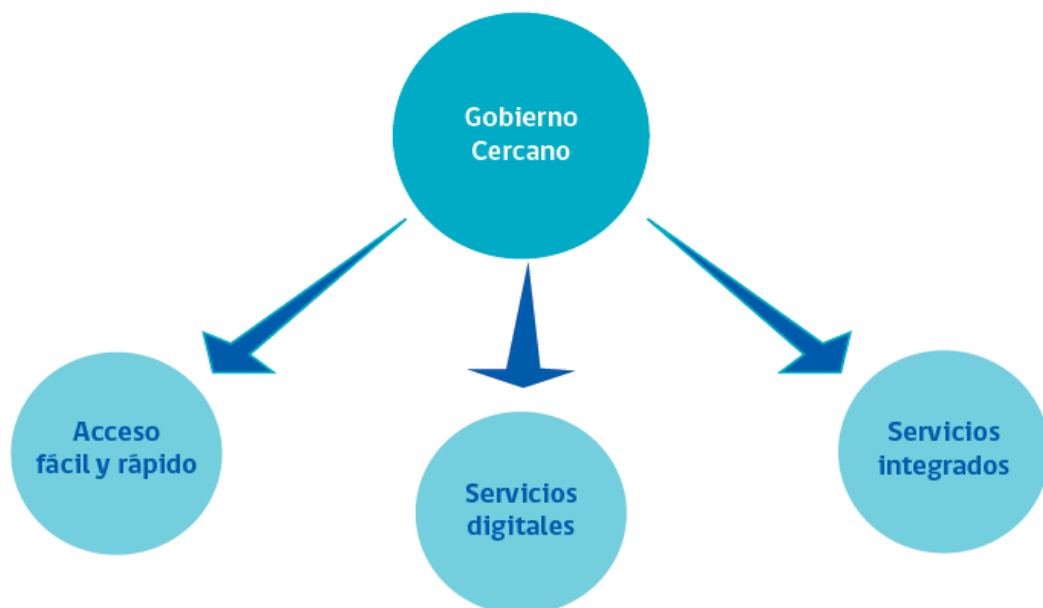 Gobierno
Cercano
Acceso
fácil y rápido
Servicios
digitales
Servicios
integrados